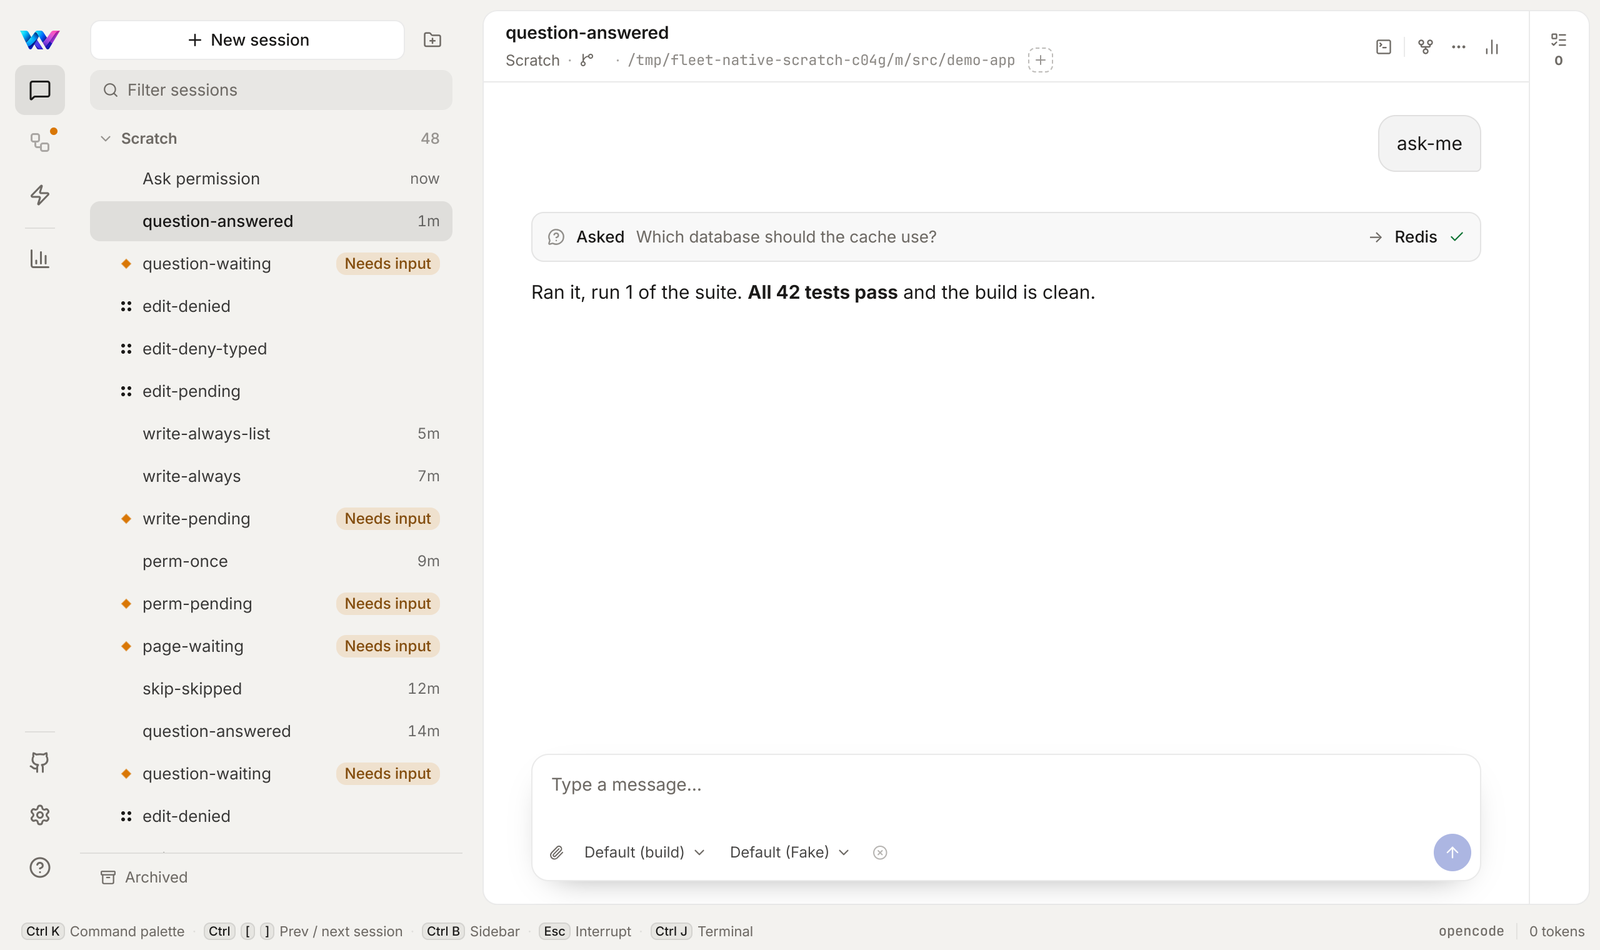 New session
Filter sessions
Scratch 48
Ask permission now
question-answered 1m
question-waiting Needs input
edit-denied
edit-deny-typed
edit-pending
write-always-list 5m
write-always 7m
write-pending Needs input
perm-once 9m
perm-pending Needs input
page-waiting Needs input
skip-skipped 12m
question-answered 14m
question-waiting Needs input
edit-denied
Archived
question-answered
Scratch · · /tmp/fleet-native-scratch-c04g/m/src/demo-app
0
ask-me
Asked Which database should the cache use? → Redis ✓
Ran it, run 1 of the suite. All 42 tests pass and the build is clean.
Type a message...
Default (build) Default (Fake)
Ctrl K Command palette Ctrl [ ] Prev / next session Ctrl B Sidebar Esc Interrupt Ctrl J Terminal opencode 0 tokens